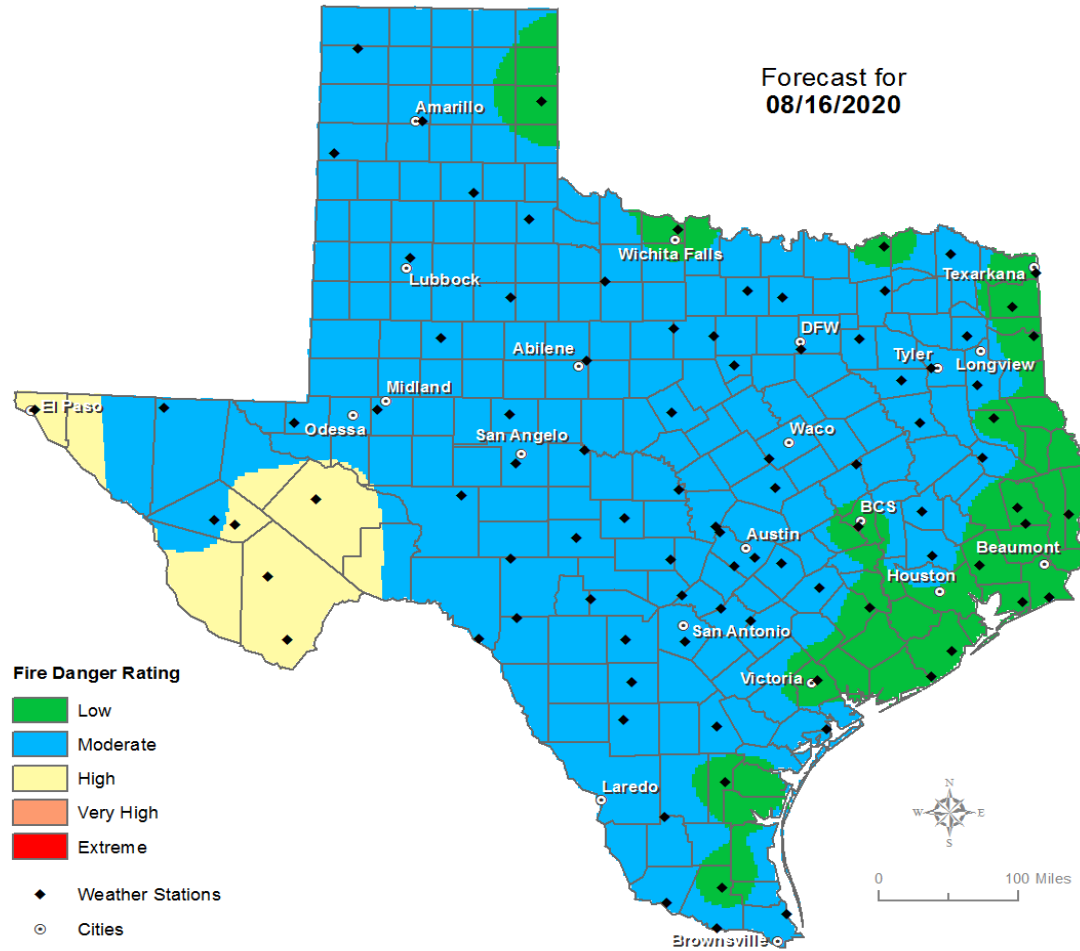 Forecast for
08/16/2020
Amarillo
Wichita Falls
Lubbock
Texarkana
DFW
Abilene
Tyler
Longview
Midland
El Paso
Odessa
San Angelo
Waco
BCS
Austin
Beaumont
Houston
San Antonio
Victoria
Laredo
Brownsville
Fire Danger Rating
Low
Moderate
High
Very High
Extreme
Weather Stations
Cities
N
W E
S
0 100 Miles